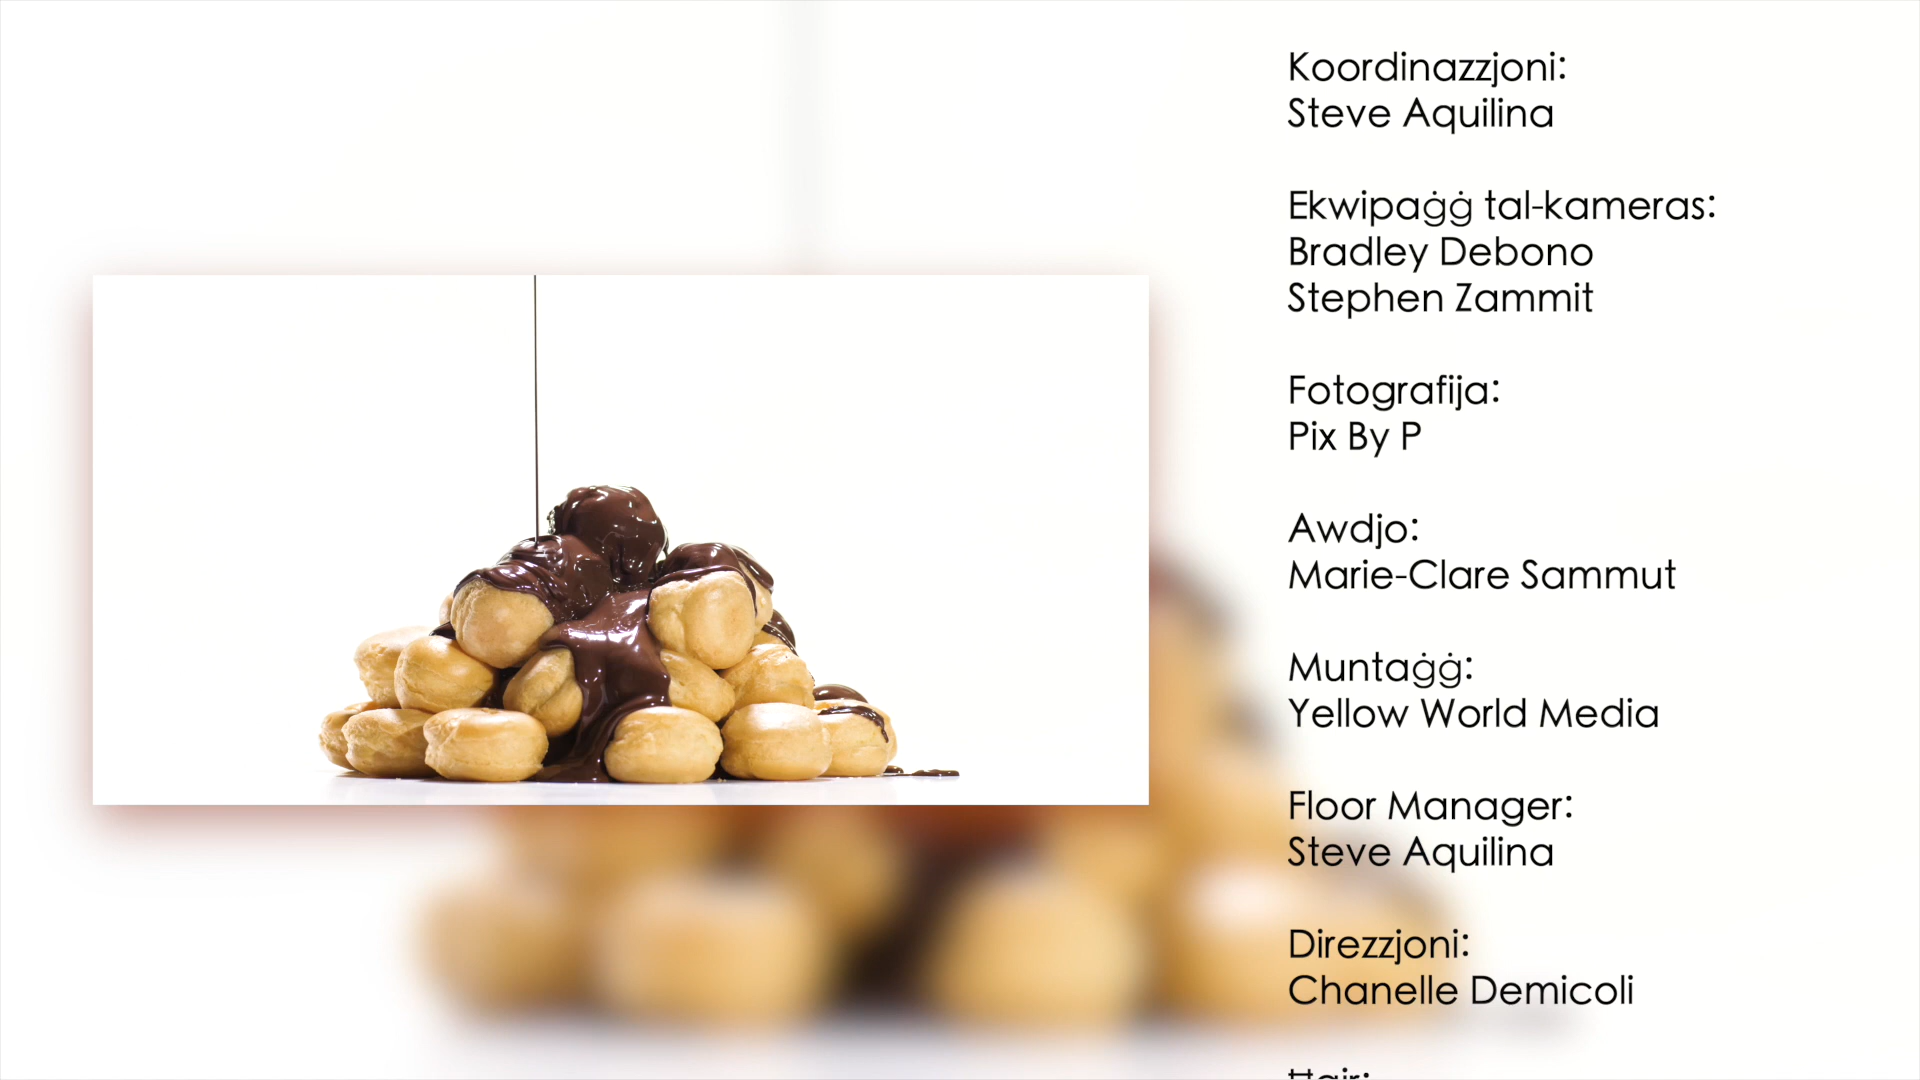 Koordinazzjoni:
Steve Aquilina
Ekwipaġġ tal-kameras:
Bradley Debono
Stephen Zammit
Fotografija:
Pix By P
Awdjo:
Marie-Clare Sammut
Muntaġġ:
Yellow World Media
Floor Manager:
Steve Aquilina
Direzzjoni:
Chanelle Demicoli